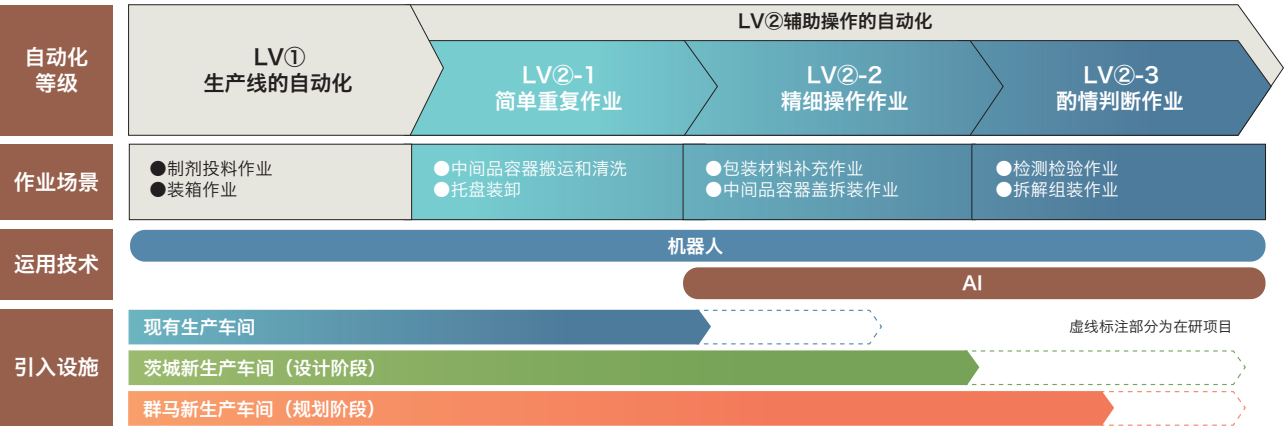 自动化
等级
LV①
生产线的自动化
LV②辅助操作的自动化
LV②-1
简单重复作业
LV②-2
精细操作作业
LV②-3
酌情判断作业
作业场景
●制剂投料作业
●装箱作业
●中间品容器搬运和清洗
●托盘装卸
●包装材料补充作业
●中间品容器盖拆装作业
●检测检验作业
●拆解组装作业
运用技术
机器人
AI
引入设施
现有生产车间
虚线标注部分为在研项目
茨城新生产车间（设计阶段）
群马新生产车间（规划阶段）